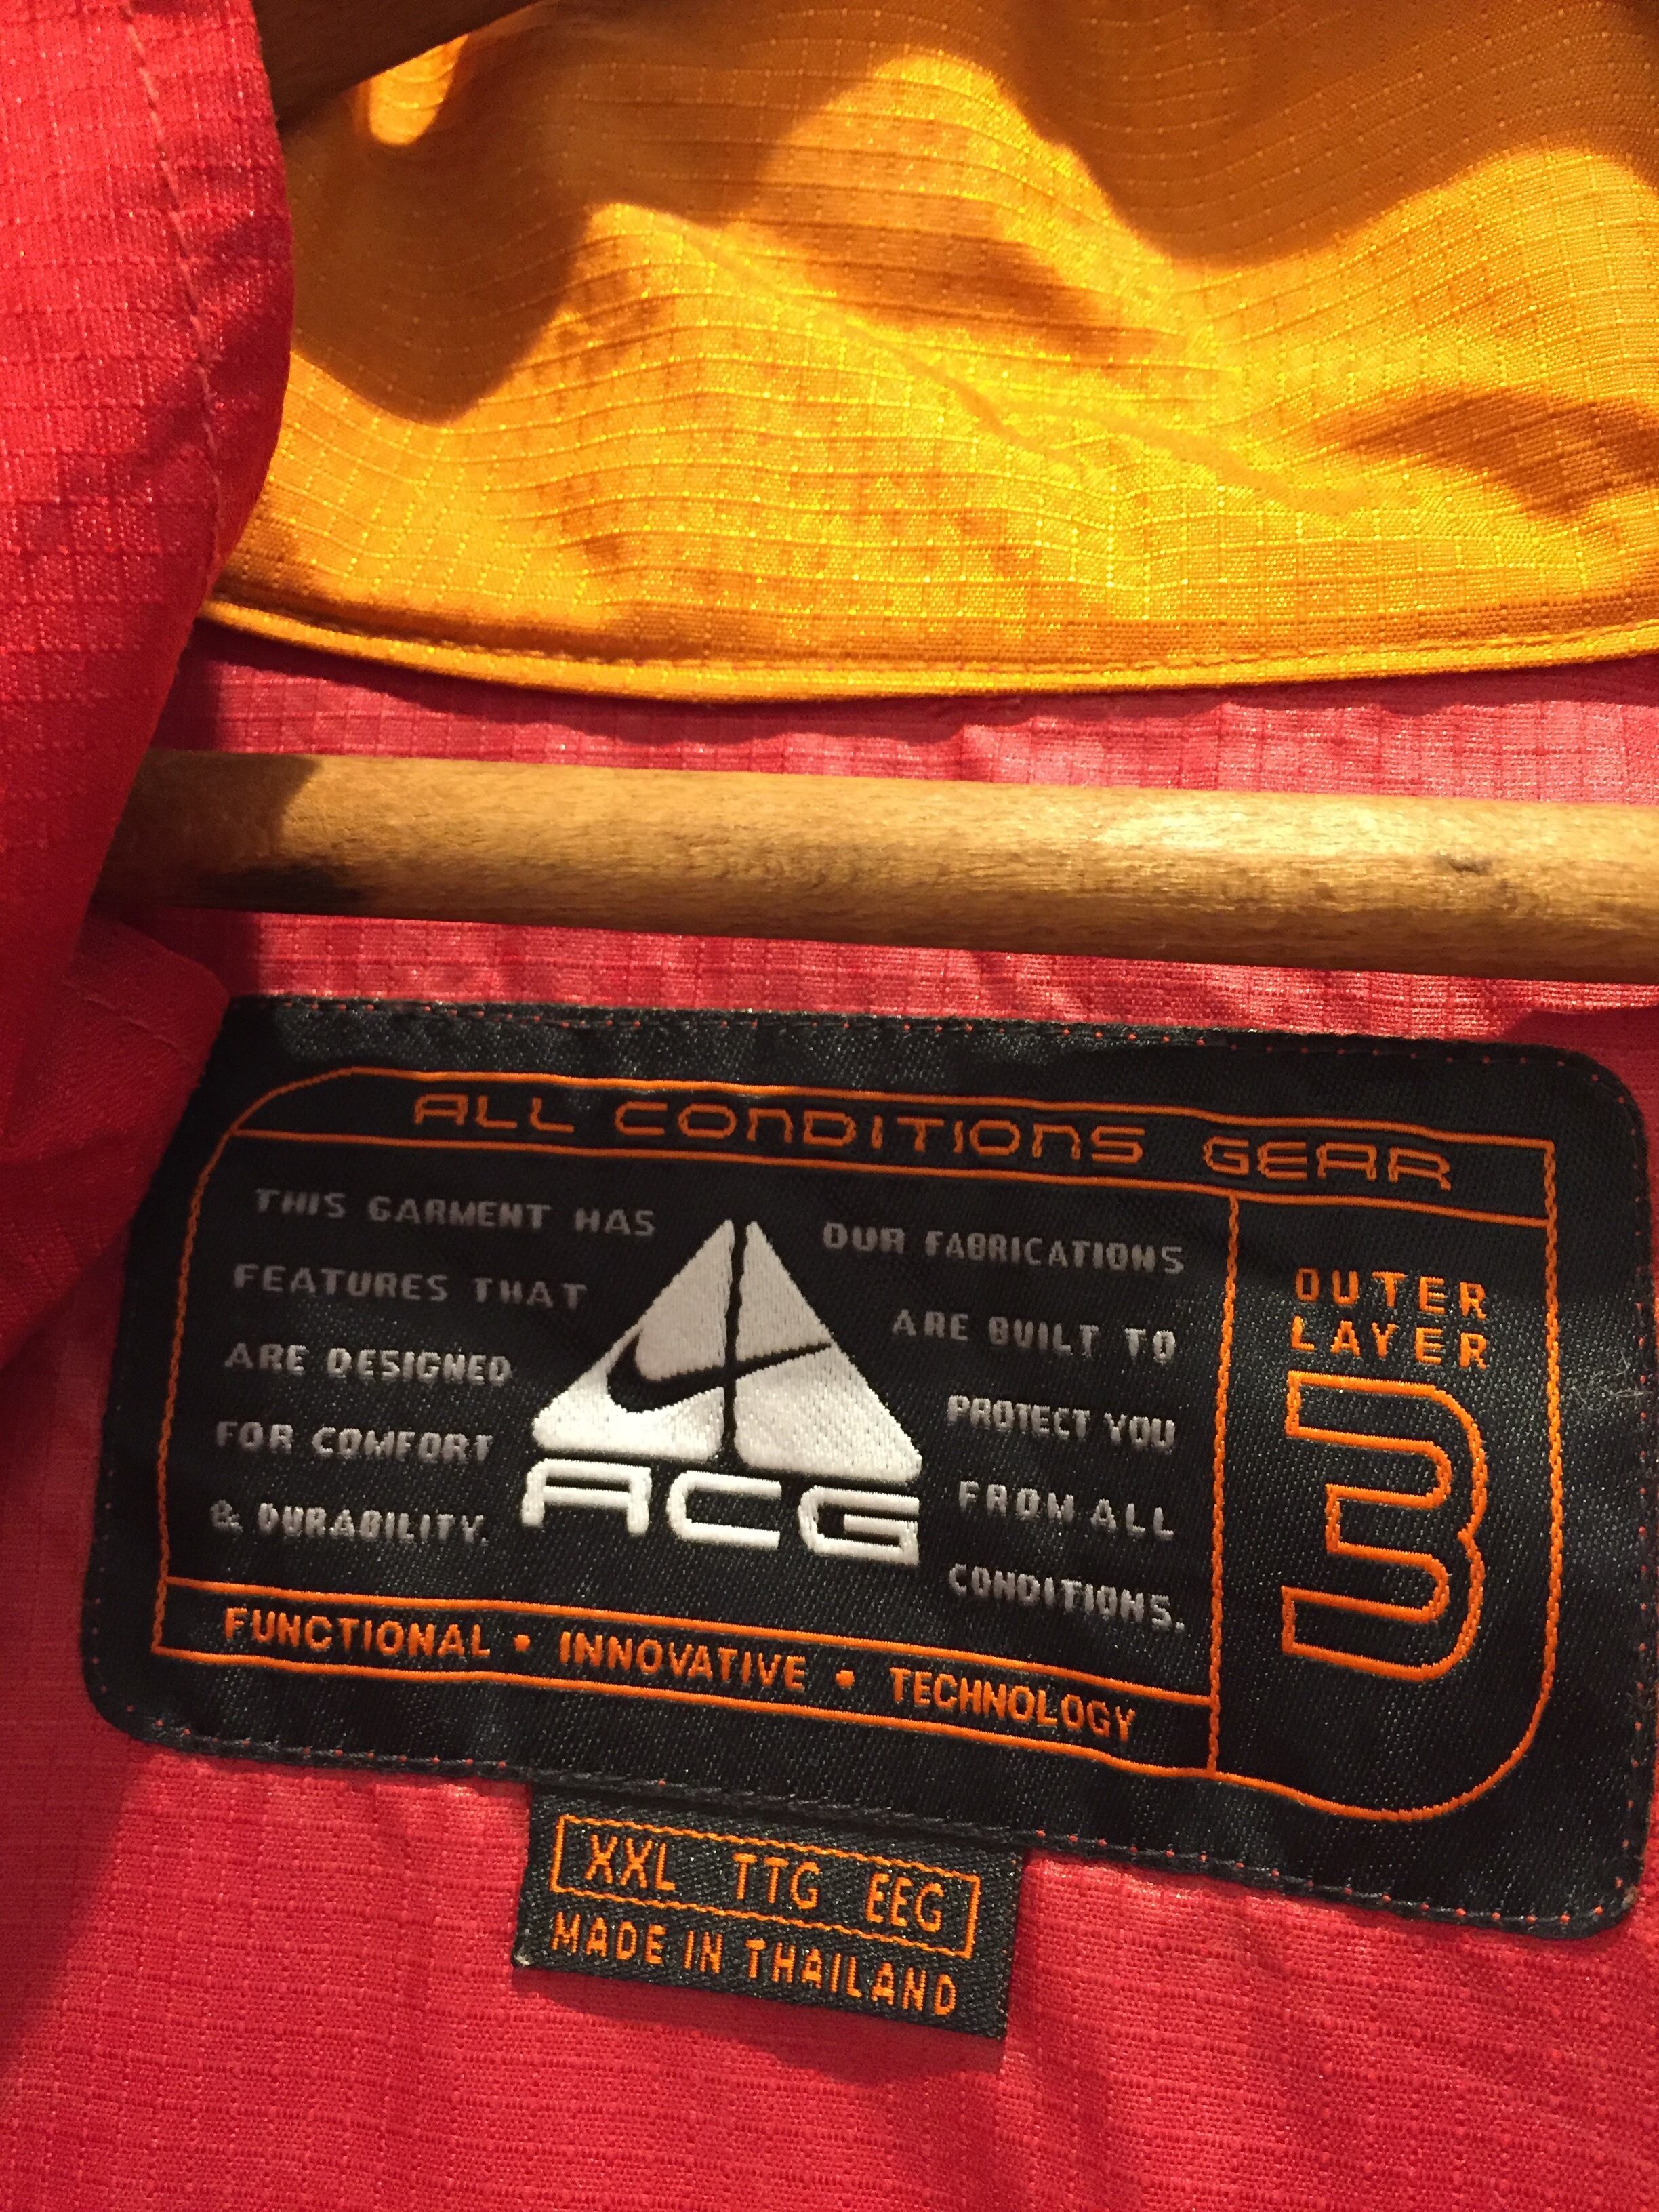 ALL CONDITIONS GEAR
THIS GARMENT HAS
FEATURES THAT
ARE DESIGNED
FOR COMFORT
& DURABILITY.
ACG
OUR FABRICATIONS
ARE BUILT TO
PROTECT YOU
FROM ALL
CONDITIONS.
OUTER
LAYER
3
FUNCTIONAL • INNOVATIVE • TECHNOLOGY
XXL TTG EEG
MADE IN THAILAND